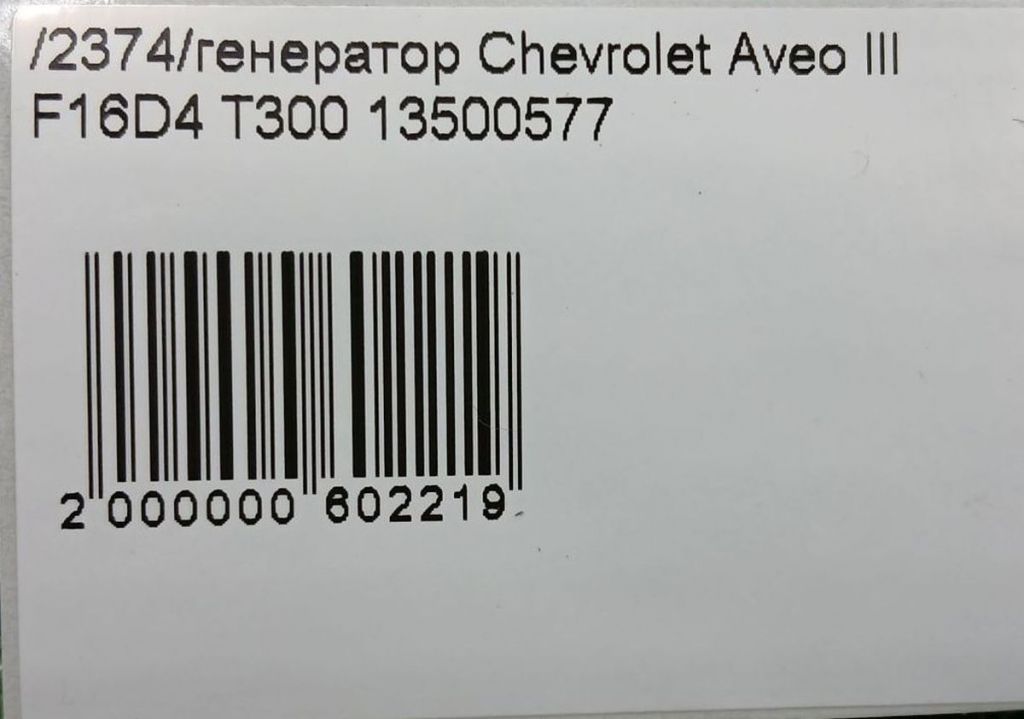 /2374/генератор Chevrolet Aveo III
F16D4 T300 13500577
2 000000 602219